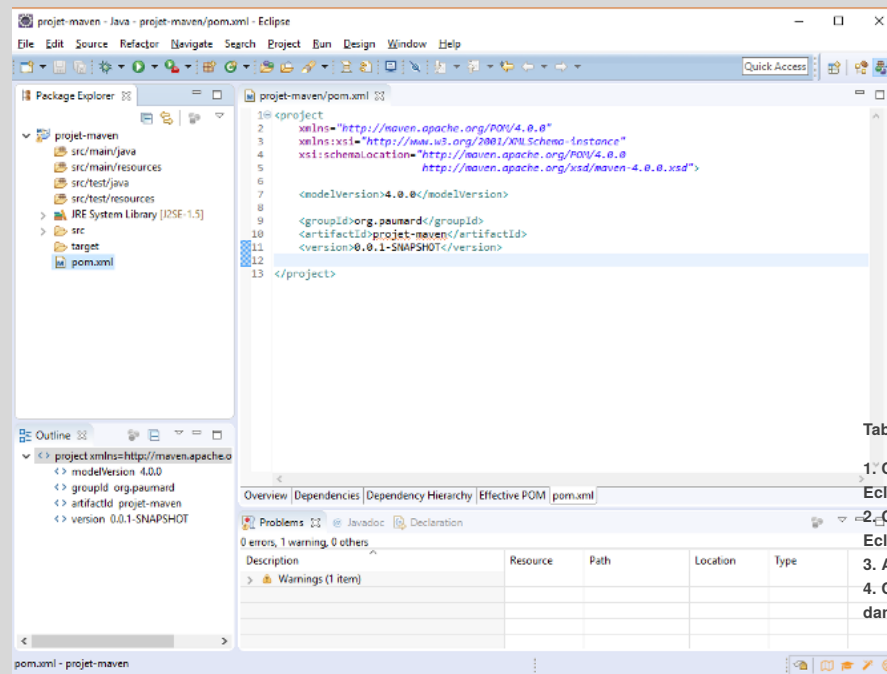 projet-maven - Java - projet-maven/pom.xml - Eclipse
File Edit Source Refactor Navigate Search Project Run Design Window Help
Quick Access
Package Explorer
projet-maven
src/main/java
src/main/resources
src/test/java
src/test/resources
JRE System Library [J2SE-1.5]
src
target
pom.xml
projet-maven/pom.xml
1 <project
2 xmlns="http://maven.apache.org/POM/4.0.0"
3 xmlns:xsi="http://www.w3.org/2001/XMLSchema-instance"
4 xsi:schemaLocation="http://maven.apache.org/POM/4.0.0
5 http://maven.apache.org/xsd/maven-4.0.0.xsd">
6
7 <modelVersion>4.0.0</modelVersion>
8
9 <groupId>org.paumard</groupId>
10 <artifactId>projet-maven</artifactId>
11 <version>0.0.1-SNAPSHOT</version>
12
13 </project>
Overview Dependencies Dependency Hierarchy Effective POM pom.xml
Outline
project xmlns=http://maven.apache.o
modelVersion 4.0.0
groupId org.paumard
artifactId projet-maven
version 0.0.1-SNAPSHOT
Problems Javadoc Declaration
0 errors, 1 warning, 0 others
Description Resource Path Location Type
Warnings (1 item)
pom.xml - projet-maven
Tab
1. C
Ecl
2. C
Ecl
3. A
4. C
dan